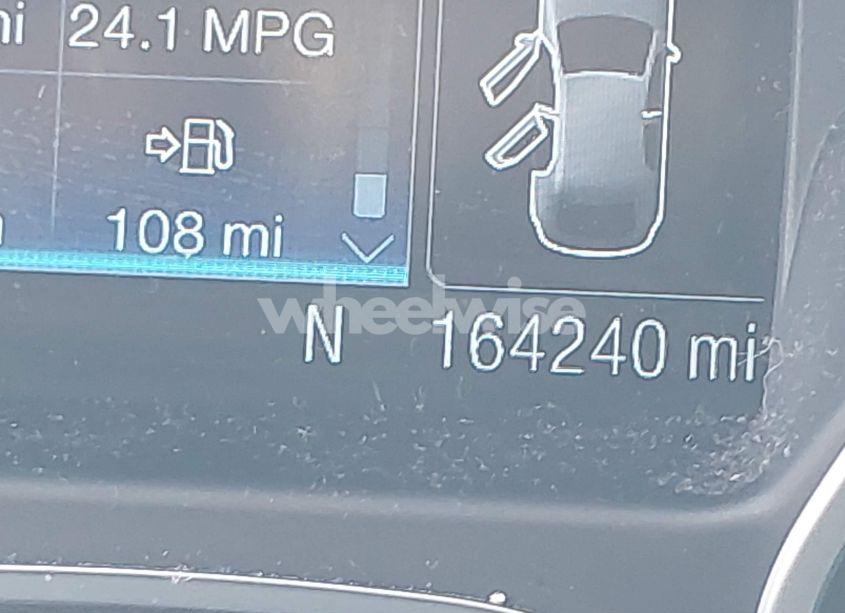 24.1 MPG
108 mi
wheelwise
N 164240 mi